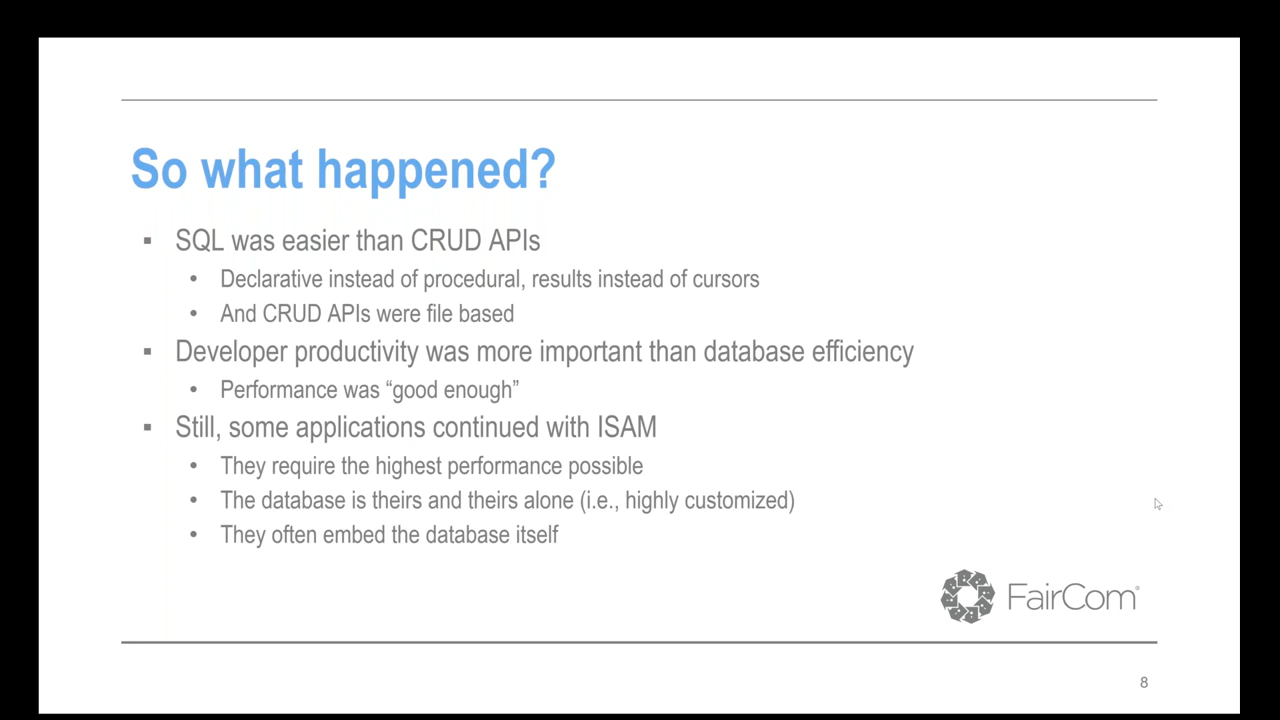 So what happened?
▪ SQL was easier than CRUD APIs
• Declarative instead of procedural, results instead of cursors
• And CRUD APIs were file based
▪ Developer productivity was more important than database efficiency
• Performance was “good enough”
▪ Still, some applications continued with ISAM
• They require the highest performance possible
• The database is theirs and theirs alone (i.e., highly customized)
• They often embed the database itself
FairCom®
8